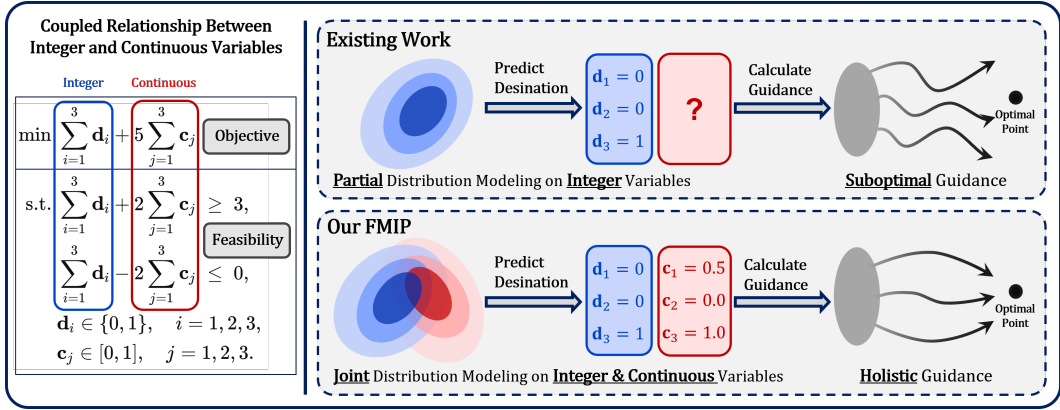 Coupled Relationship Between
Integer and Continuous Variables
Integer Continuous
min ∑_{i=1}^{3} d_i + 5 ∑_{j=1}^{3} c_j Objective
s.t. ∑_{i=1}^{3} d_i + 2 ∑_{j=1}^{3} c_j ≥ 3,
Feasibility
∑_{i=1}^{3} d_i − 2 ∑_{j=1}^{3} c_j ≤ 0,
d_i ∈ {0, 1}, i = 1, 2, 3,
c_j ∈ [0, 1], j = 1, 2, 3.
Existing Work
Predict
Desination
d_1 = 0
d_2 = 0
d_3 = 1
?
Calculate
Guidance
Optimal
Point
Partial Distribution Modeling on Integer Variables
Suboptimal Guidance
Our FMIP
Predict
Desination
d_1 = 0
d_2 = 0
d_3 = 1
c_1 = 0.5
c_2 = 0.0
c_3 = 1.0
Calculate
Guidance
Optimal
Point
Joint Distribution Modeling on Integer & Continuous Variables
Holistic Guidance